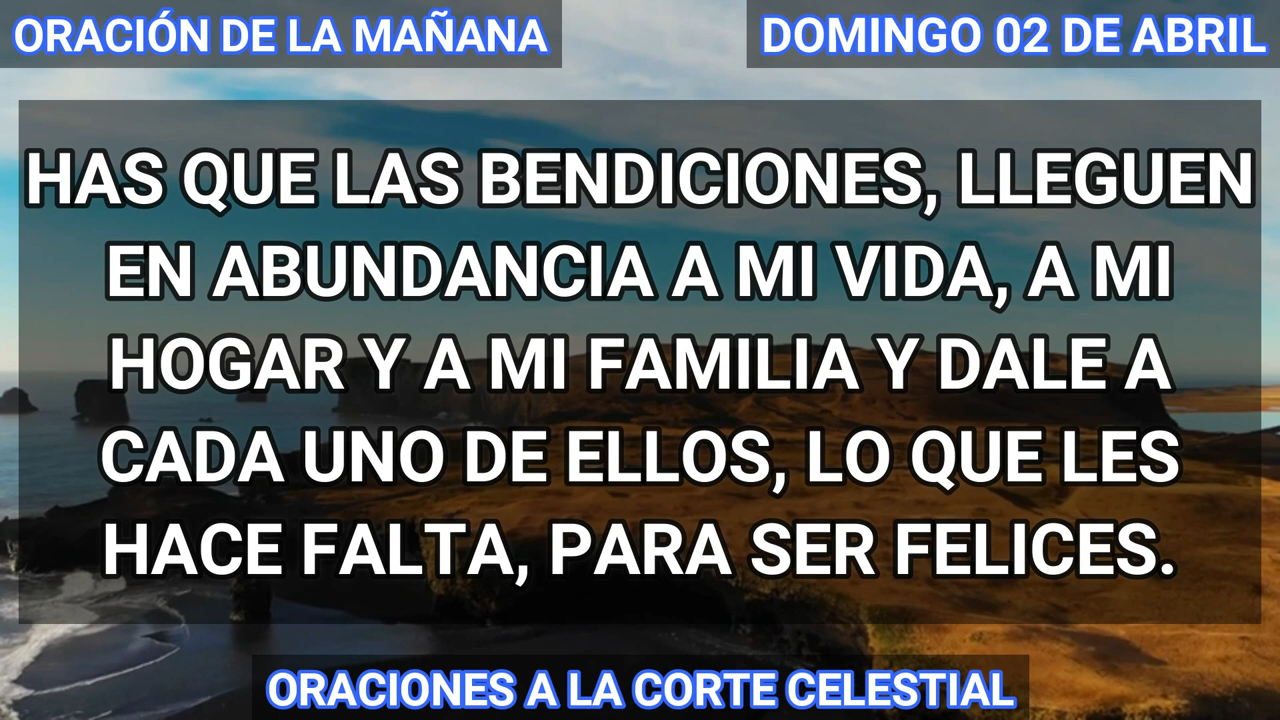 ORACIÓN DE LA MAÑANA
DOMINGO 02 DE ABRIL
HAS QUE LAS BENDICIONES, LLEGUEN
EN ABUNDANCIA A MI VIDA, A MI
HOGAR Y A MI FAMILIA Y DALE A
CADA UNO DE ELLOS, LO QUE LES
HACE FALTA, PARA SER FELICES.
ORACIONES A LA CORTE CELESTIAL